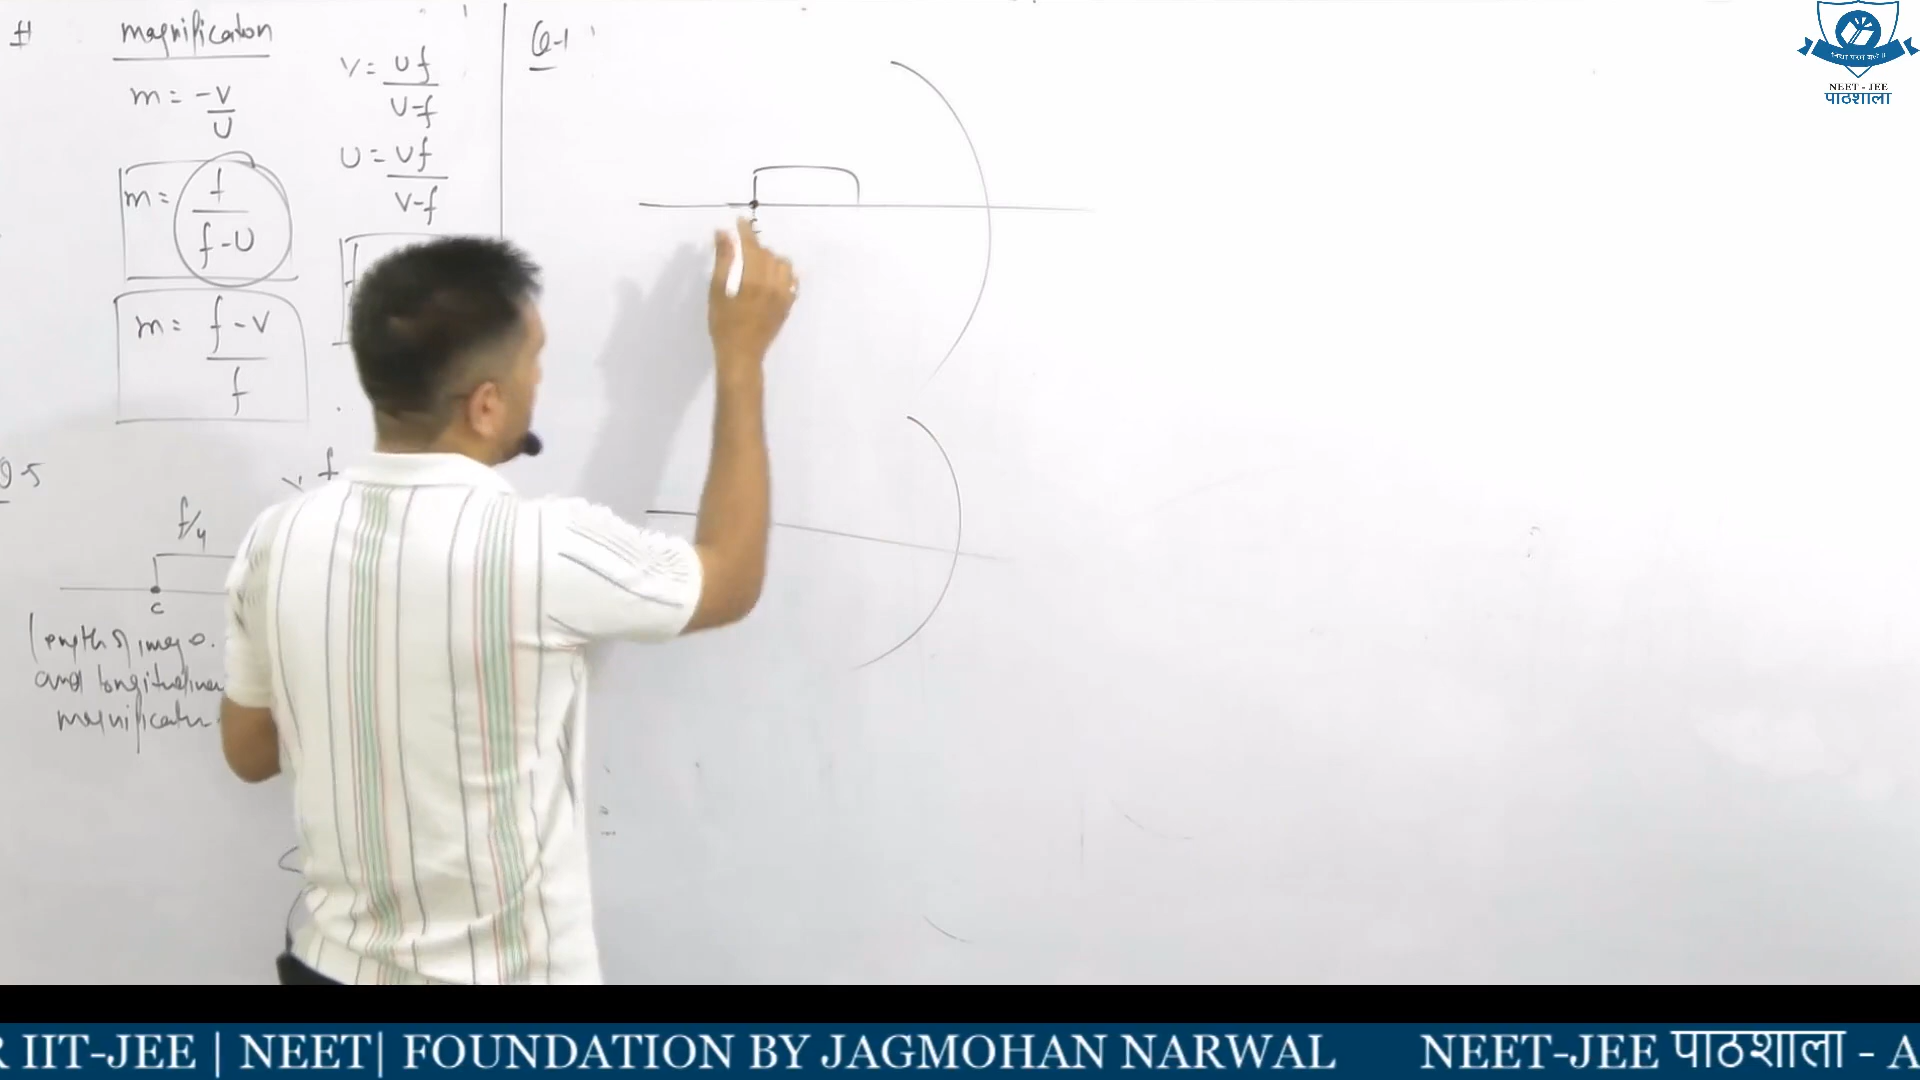 #
magnification
m = -v/u
m = f/f-u
m = f-v/f
v = uf/u-f
u = vf/v-f
Q-5
f
f/4
c
length of image.
and longitudinal
magnification.
Q-1
c
NEET - JEE
पाठशाला
R IIT-JEE | NEET| FOUNDATION BY JAGMOHAN NARWAL NEET-JEE पाठशाला - A